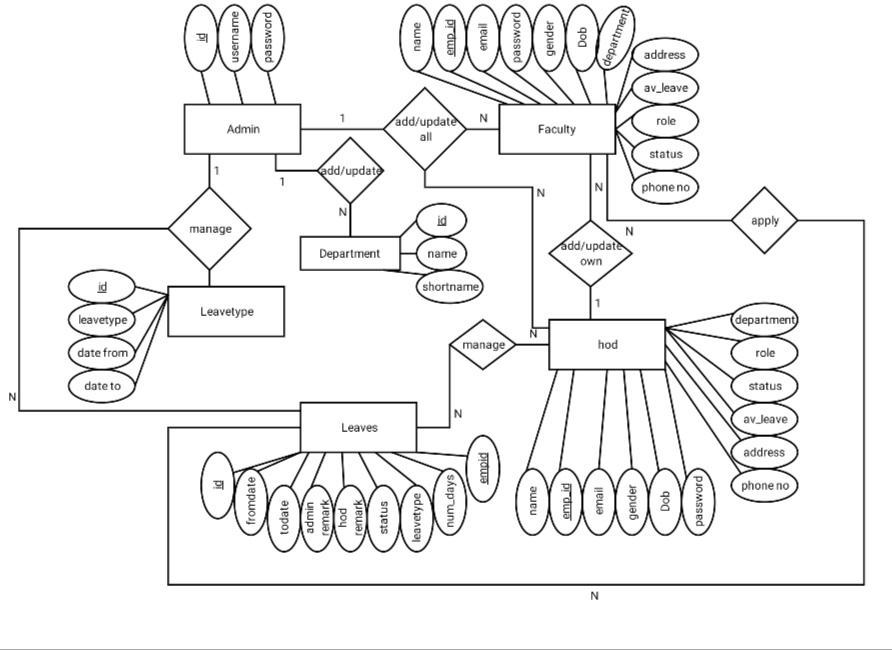 id
username
password
name
emp_id
email
password
gender
Dob
department
address
av_leave
role
status
phone no
Admin
1
add/update
all
N
Faculty
1
1
add/update
N
N
N
manage
Department
id
name
shortname
add/update
own
N
apply
1
id
leavetype
date from
date to
Leavetype
manage
N
hod
department
role
status
av_leave
address
phone no
N
Leaves
N
id
fromdate
todate
admin
remark
hod
remark
status
leavetype
num_days
empid
name
emp_id
email
gender
Dob
password
N